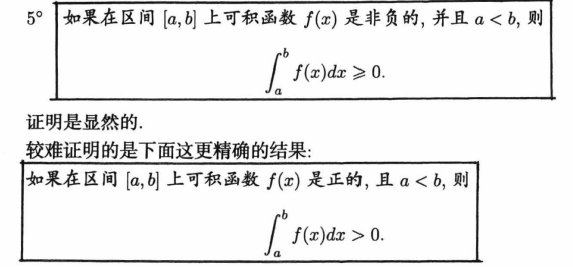 5° 如果在区间 [a, b] 上可积函数 f(x) 是非负的, 并且 a < b, 则
∫_a^b f(x)dx ⩾ 0.
证明是显然的.
较难证明的是下面这更精确的结果:
如果在区间 [a, b] 上可积函数 f(x) 是正的, 且 a < b, 则
∫_a^b f(x)dx > 0.